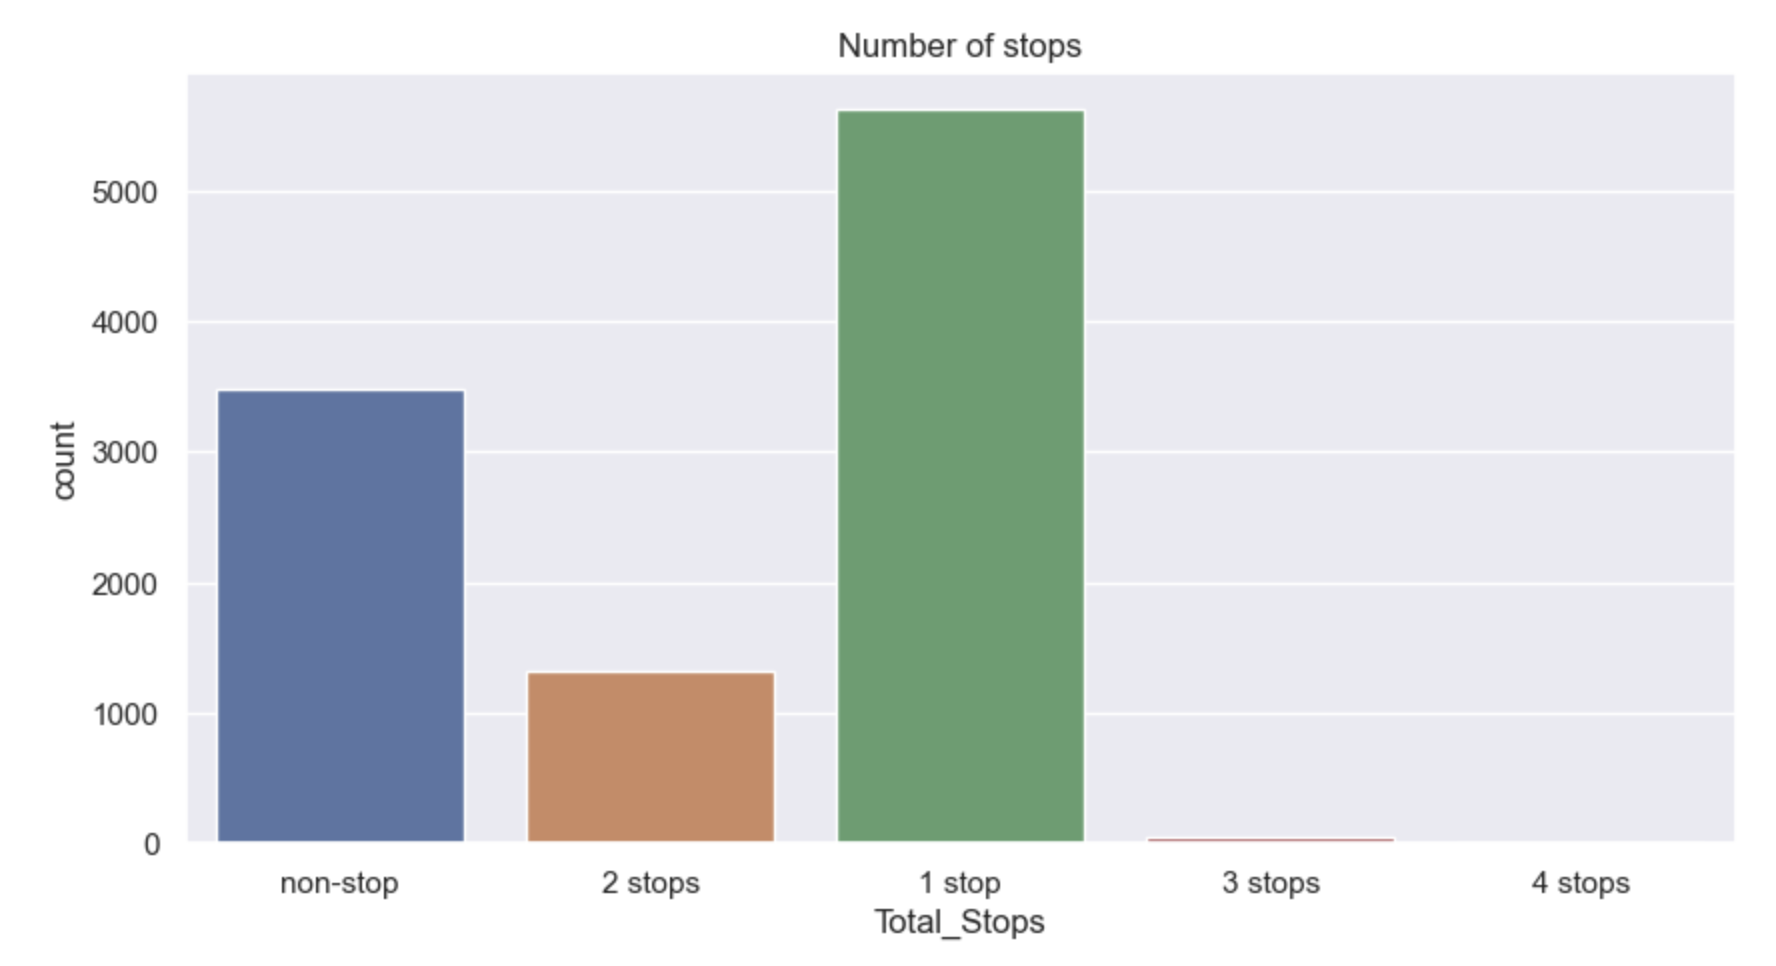 Number of stops
5000
4000
3000
2000
1000
0
count
non-stop
2 stops
1 stop
3 stops
4 stops
Total_Stops